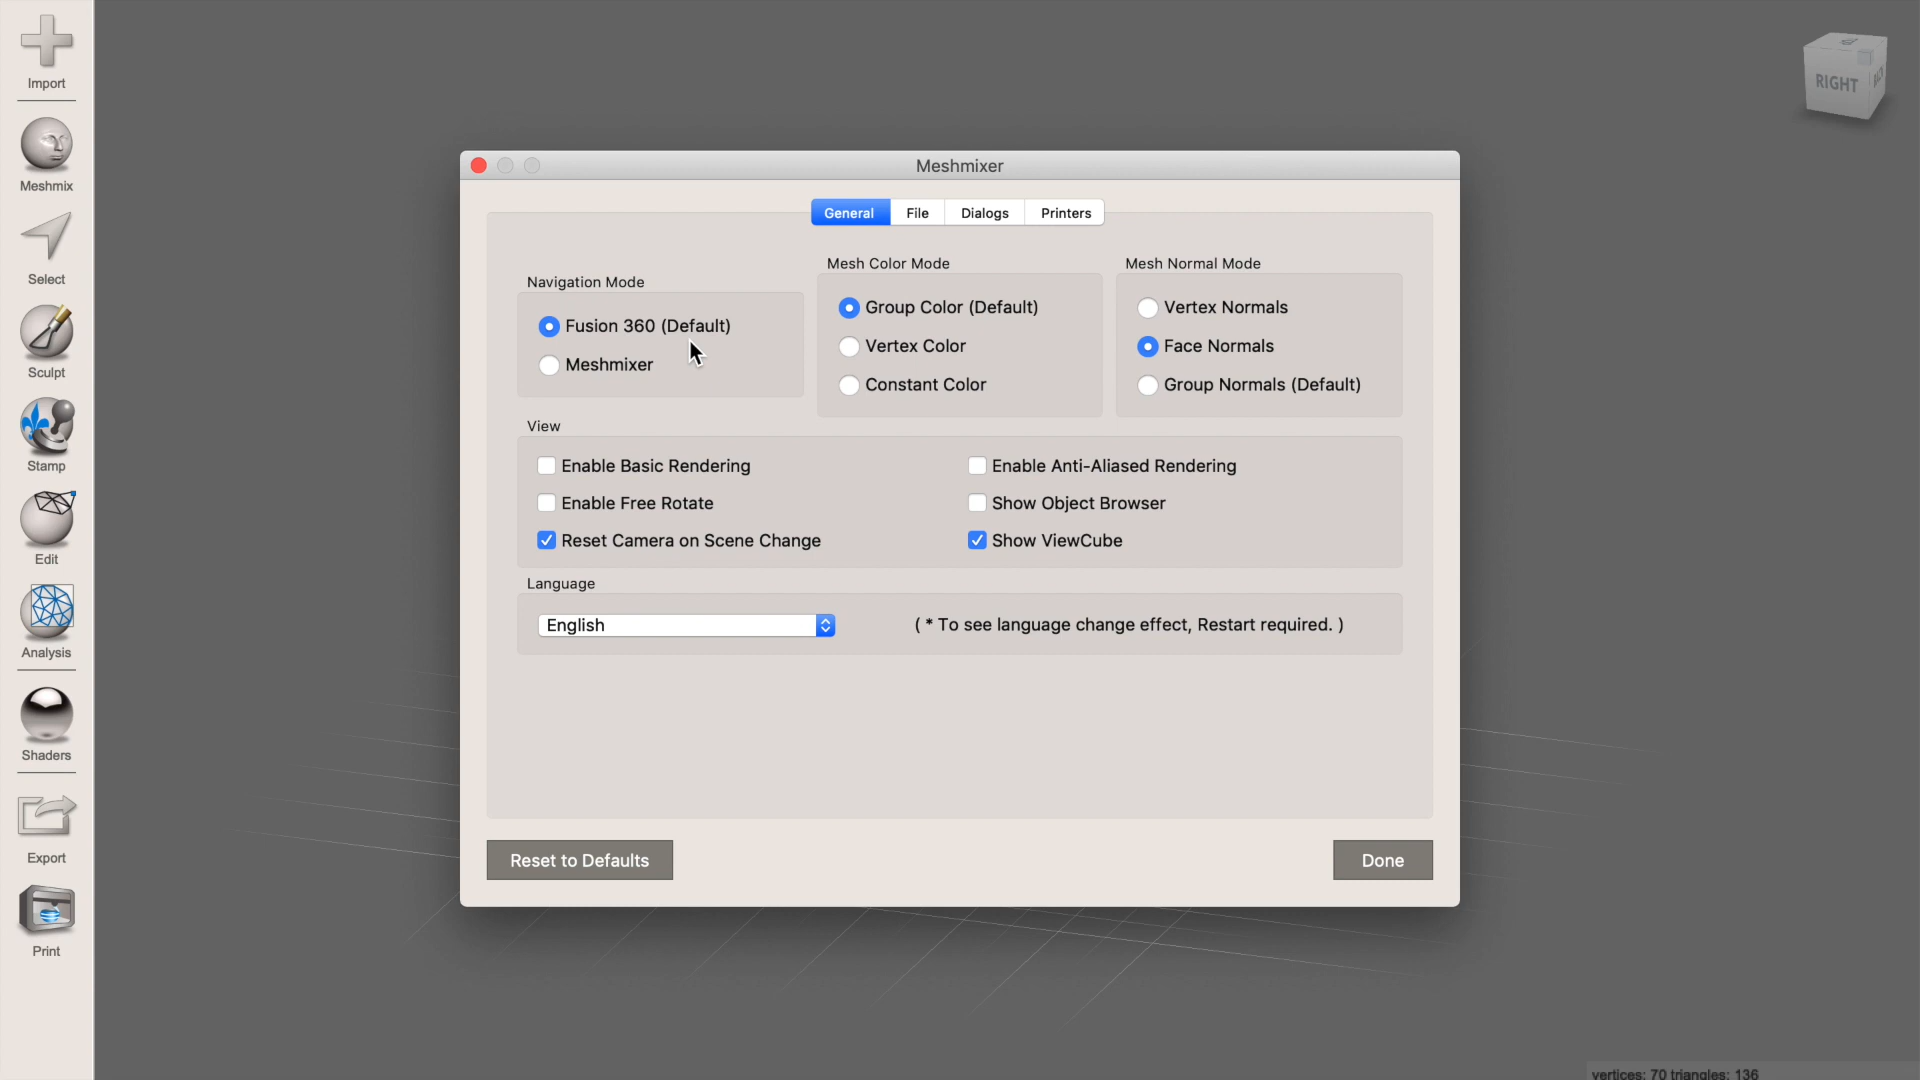 Import
Meshmix
Select
Sculpt
Stamp
Edit
Analysis
Shaders
Export
Print
RIGHT
BACK
Meshmixer
General
File
Dialogs
Printers
Navigation Mode
Fusion 360 (Default)
Meshmixer
Mesh Color Mode
Group Color (Default)
Vertex Color
Constant Color
Mesh Normal Mode
Vertex Normals
Face Normals
Group Normals (Default)
View
Enable Basic Rendering
Enable Free Rotate
Reset Camera on Scene Change
Enable Anti-Aliased Rendering
Show Object Browser
Show ViewCube
Language
English
( * To see language change effect, Restart required. )
Reset to Defaults
Done
vertices: 70 triangles: 136